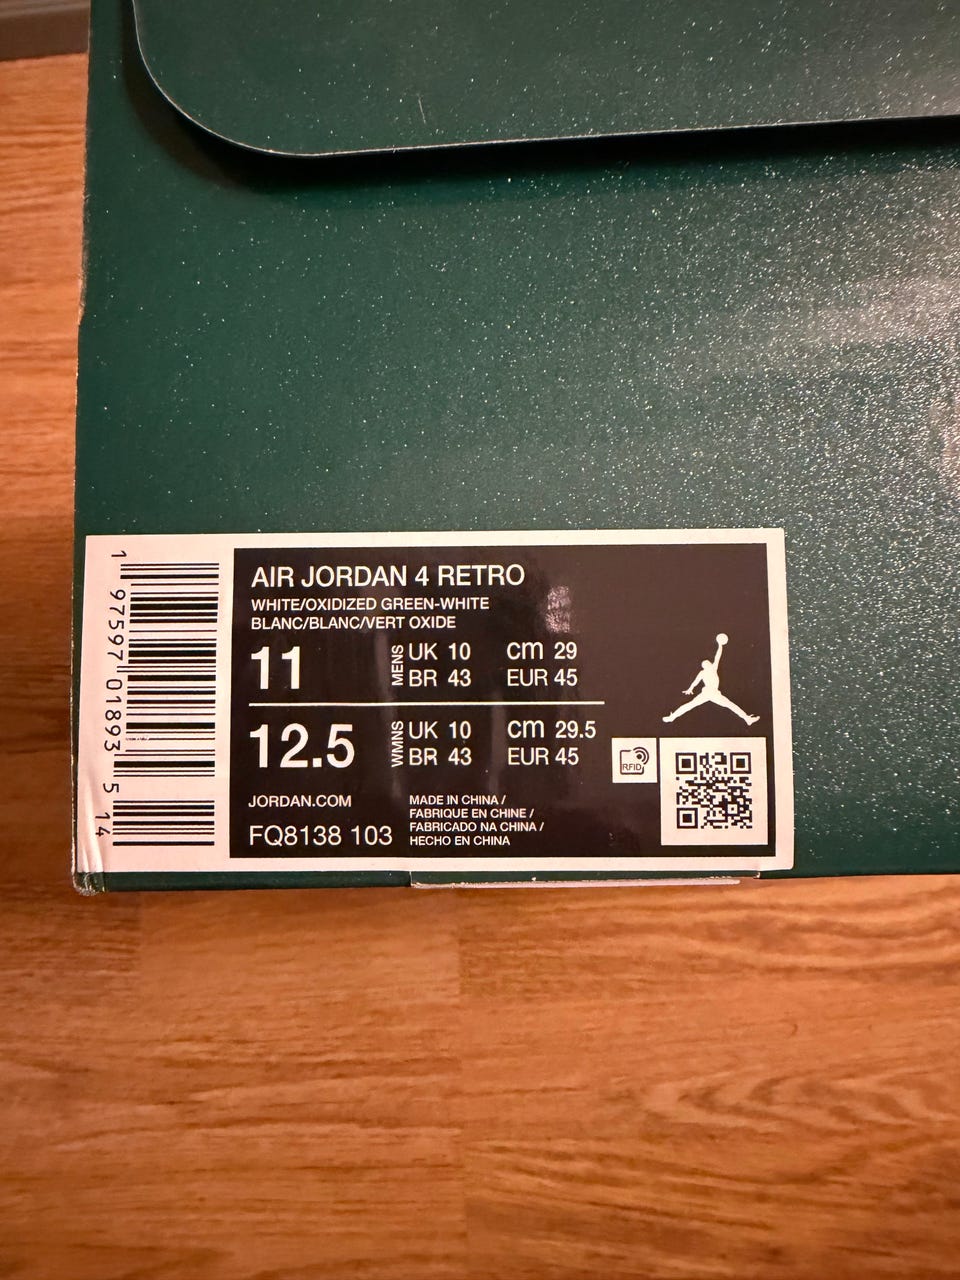 AIR JORDAN 4 RETRO
WHITE/OXIDIZED GREEN-WHITE
BLANC/BLANC/VERT OXIDE
11 MENS UK 10 cm 29
BR 43 EUR 45
12.5 WMNS UK 10 cm 29.5
BR 43 EUR 45
JORDAN.COM
FQ8138 103
MADE IN CHINA /
FABRIQUE EN CHINE /
FABRICADO NA CHINA /
HECHO EN CHINA
RFID
1 97597 01893 5 14